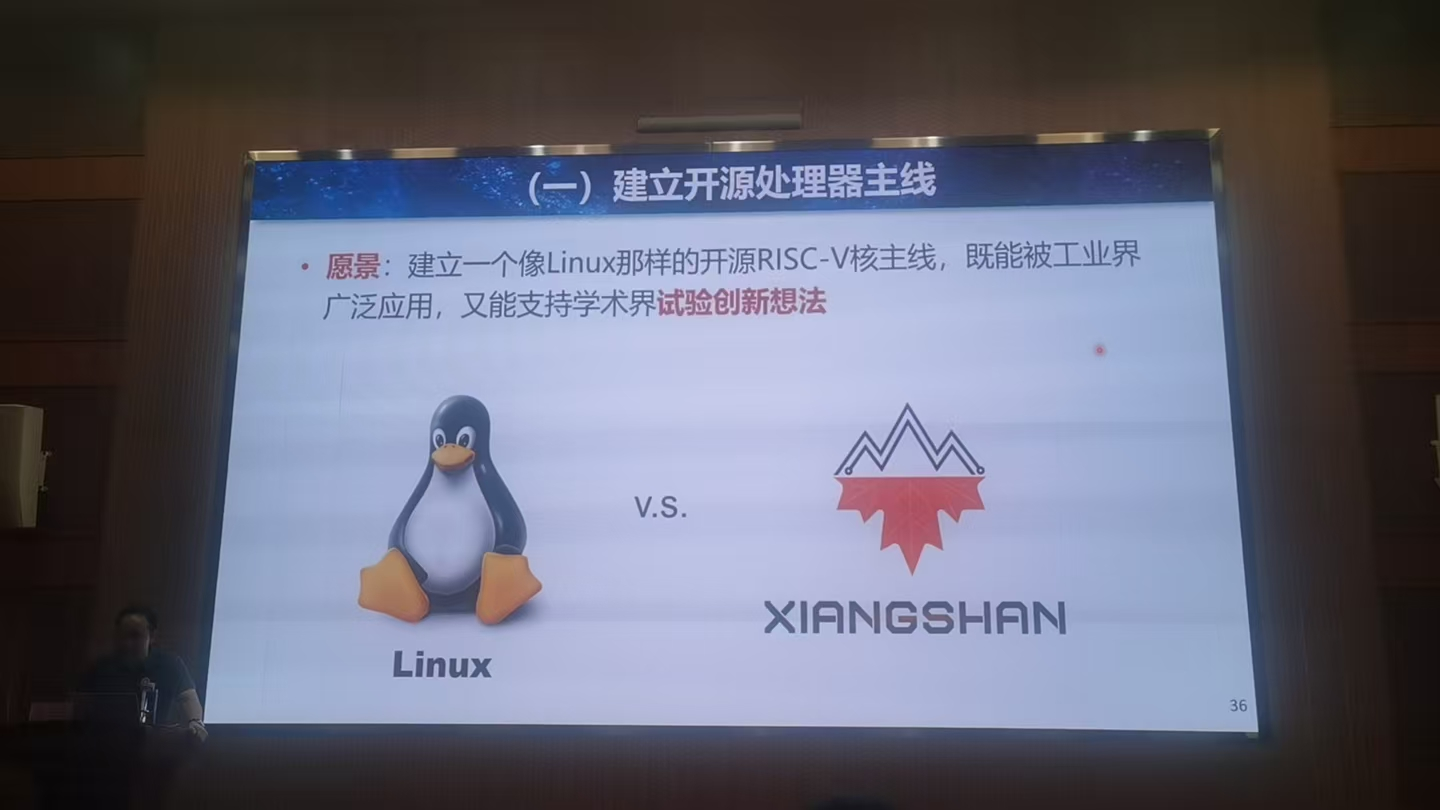 （一）建立开源处理器主线
• 愿景：建立一个像Linux那样的开源RISC-V核主线，既能被工业界
广泛应用，又能支持学术界试验创新想法
v.s.
XIANGSHAN
Linux
36